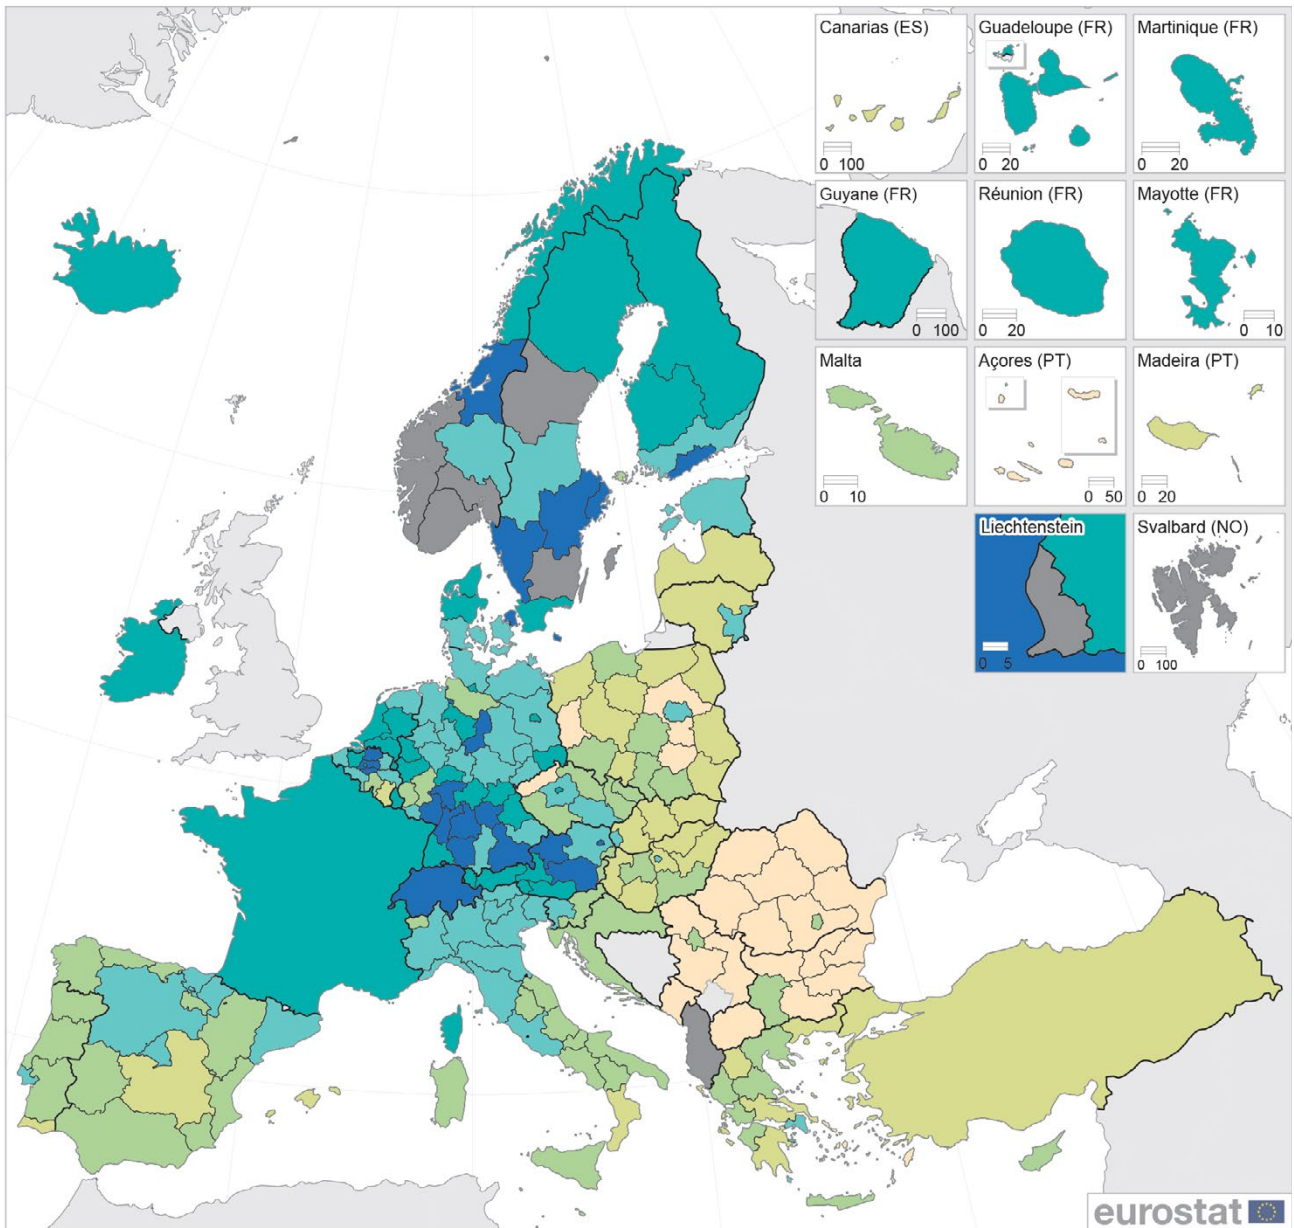 Canarias (ES)
0 100
Guadeloupe (FR)
0 20
Martinique (FR)
0 20
Guyane (FR)
0 100
Réunion (FR)
0 20
Mayotte (FR)
0 10
Malta
0 10
Açores (PT)
0 50
Madeira (PT)
0 20
Liechtenstein
0 5
Svalbard (NO)
0 100
eurostat